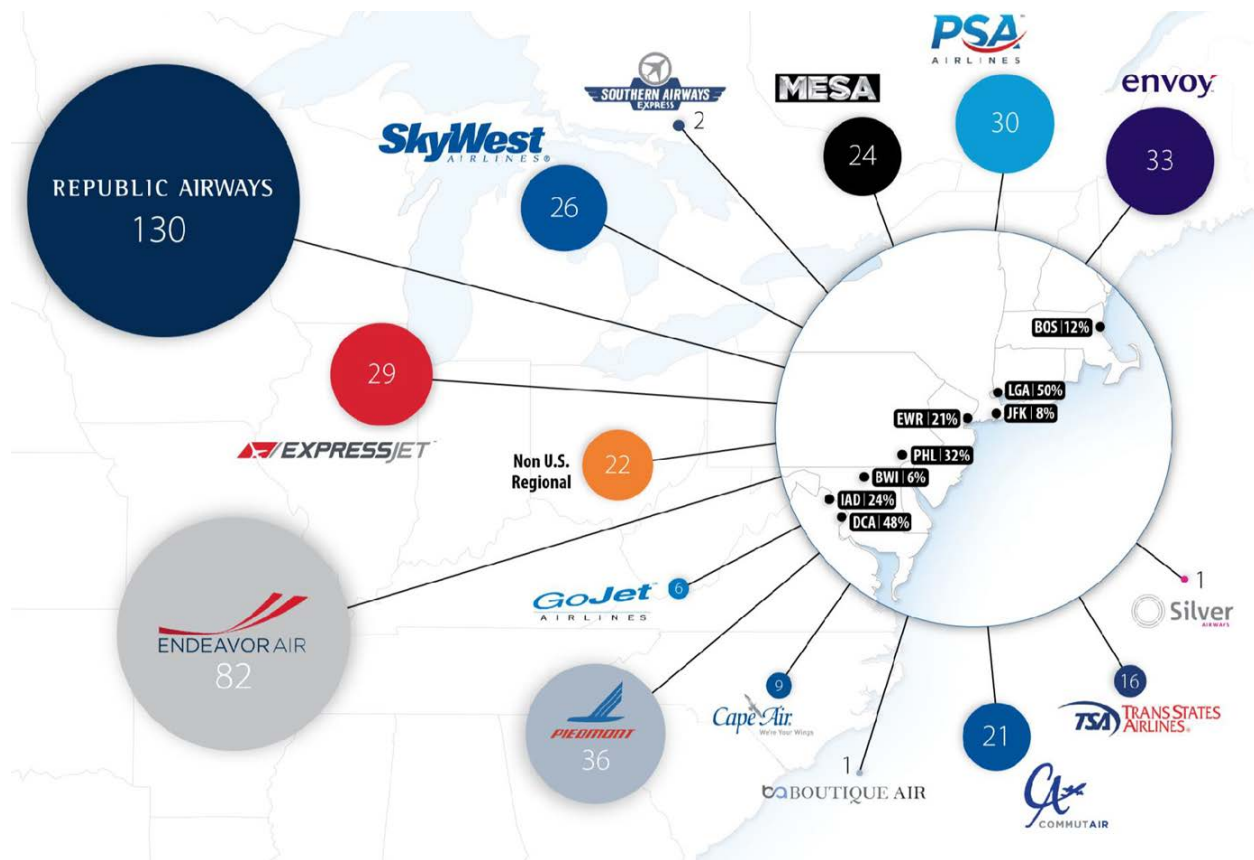 PSA
AIRLINES
SOUTHERN AIRWAYS
EXPRESS
2
MESA
24
30
envoy
33
SkyWest
AIRLINES®
26
REPUBLIC AIRWAYS
130
BOS|12%
29
EXPRESSJET
LGA|50%
JFK|8%
EWR|21%
Non U.S.
Regional
22
PHL|32%
BWI|6%
IAD|24%
DCA|48%
GoJet
AIRLINES
6
1
Silver
AIRWAYS
ENDEAVOR AIR
82
PIEDMONT
36
9
Cape Air.
We're Your Wings
1
BOUTIQUE AIR
21
CA
COMMUTAIR
16
TSA
TRANS STATES
AIRLINES®